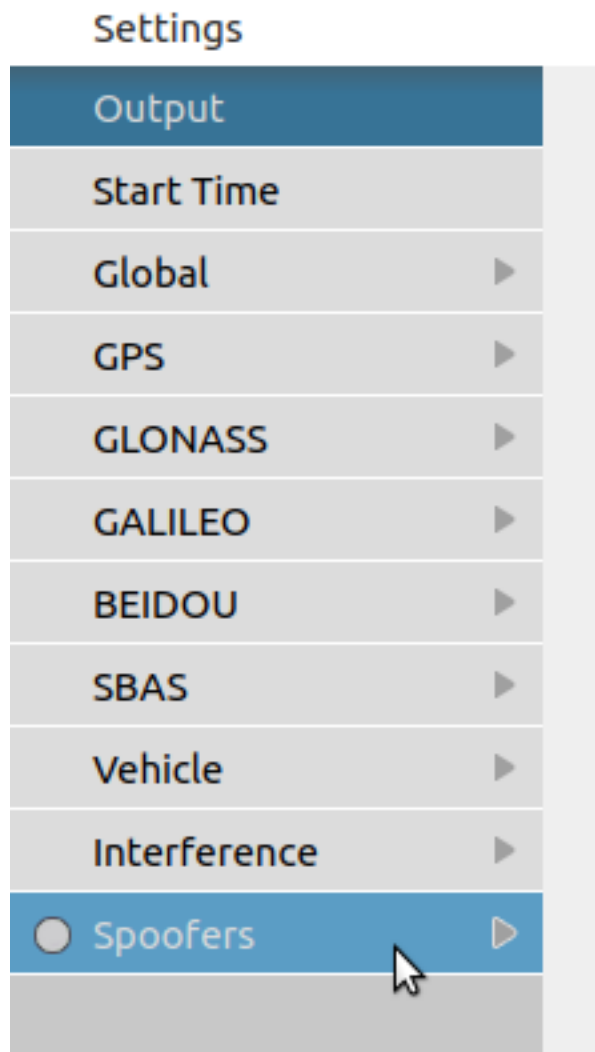 Settings
Output
Start Time
Global
GPS
GLONASS
GALILEO
BEIDOU
SBAS
Vehicle
Interference
Spoofers